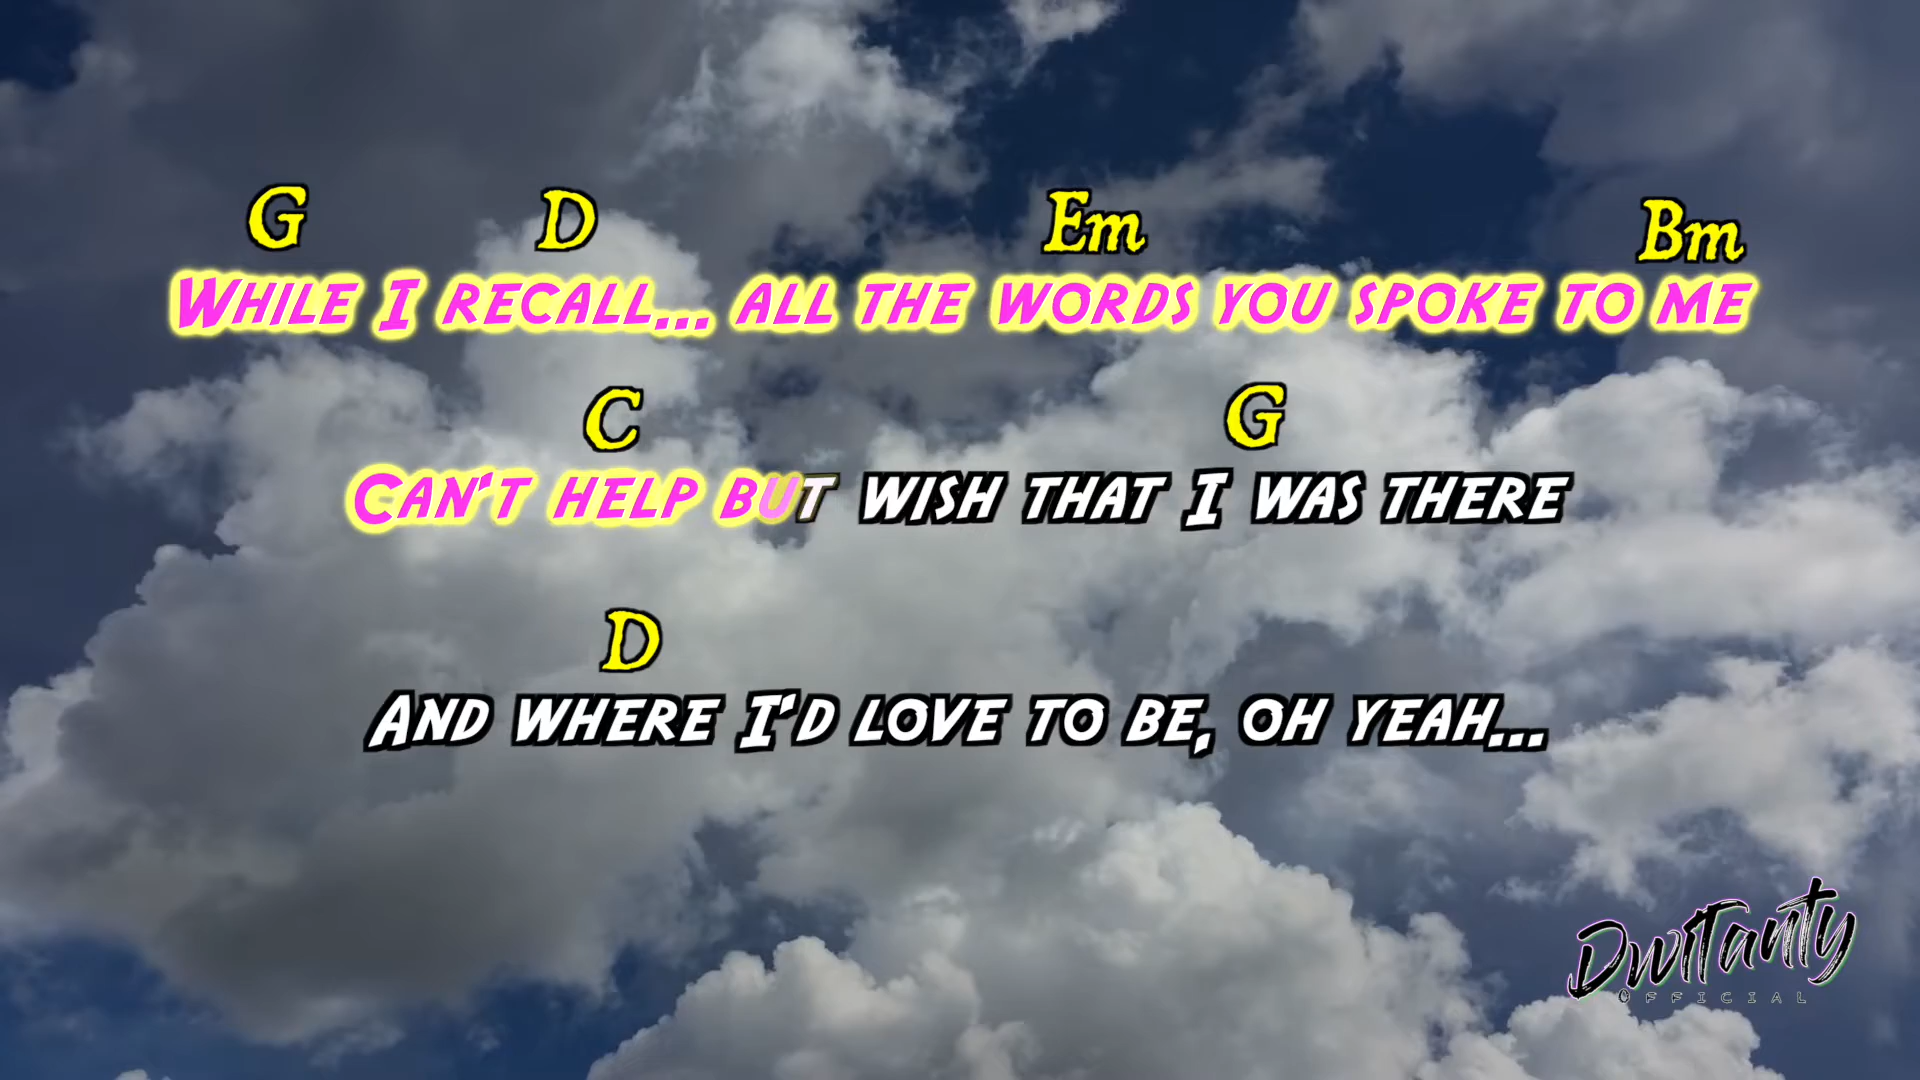 G D Em Bm
While I recall... all the words you spoke to me
C G
Can't help but wish that I was there
D
And where I'd love to be, oh yeah...
DwiTanty
Official